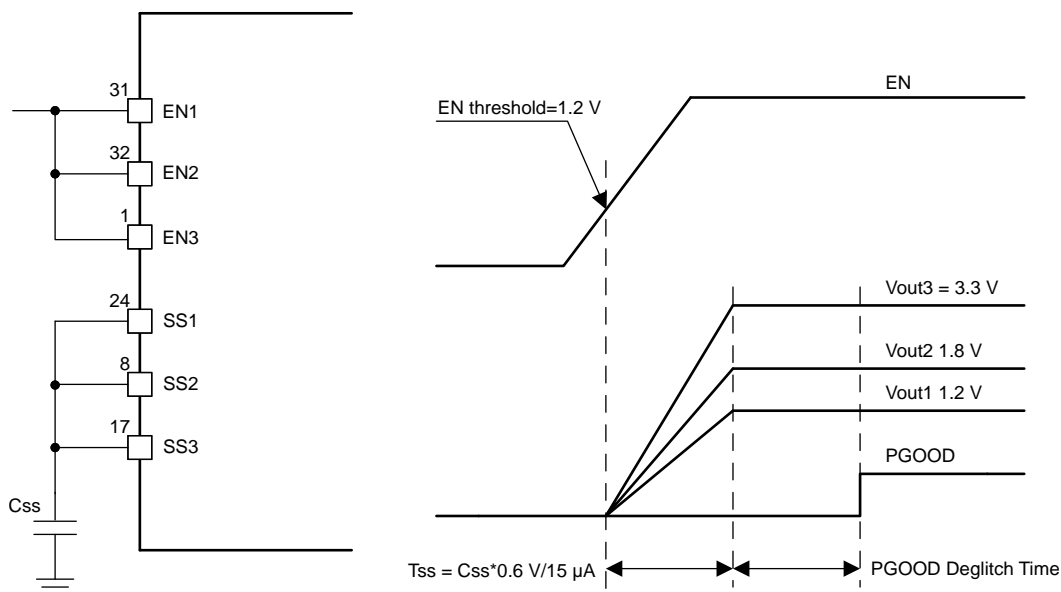 31
EN1
32
EN2
1
EN3
24
SS1
8
SS2
17
SS3
Css
EN
EN threshold=1.2 V
Vout3 = 3.3 V
Vout2 1.8 V
Vout1 1.2 V
PGOOD
Tss = Css*0.6 V/15 µA
PGOOD Deglitch Time